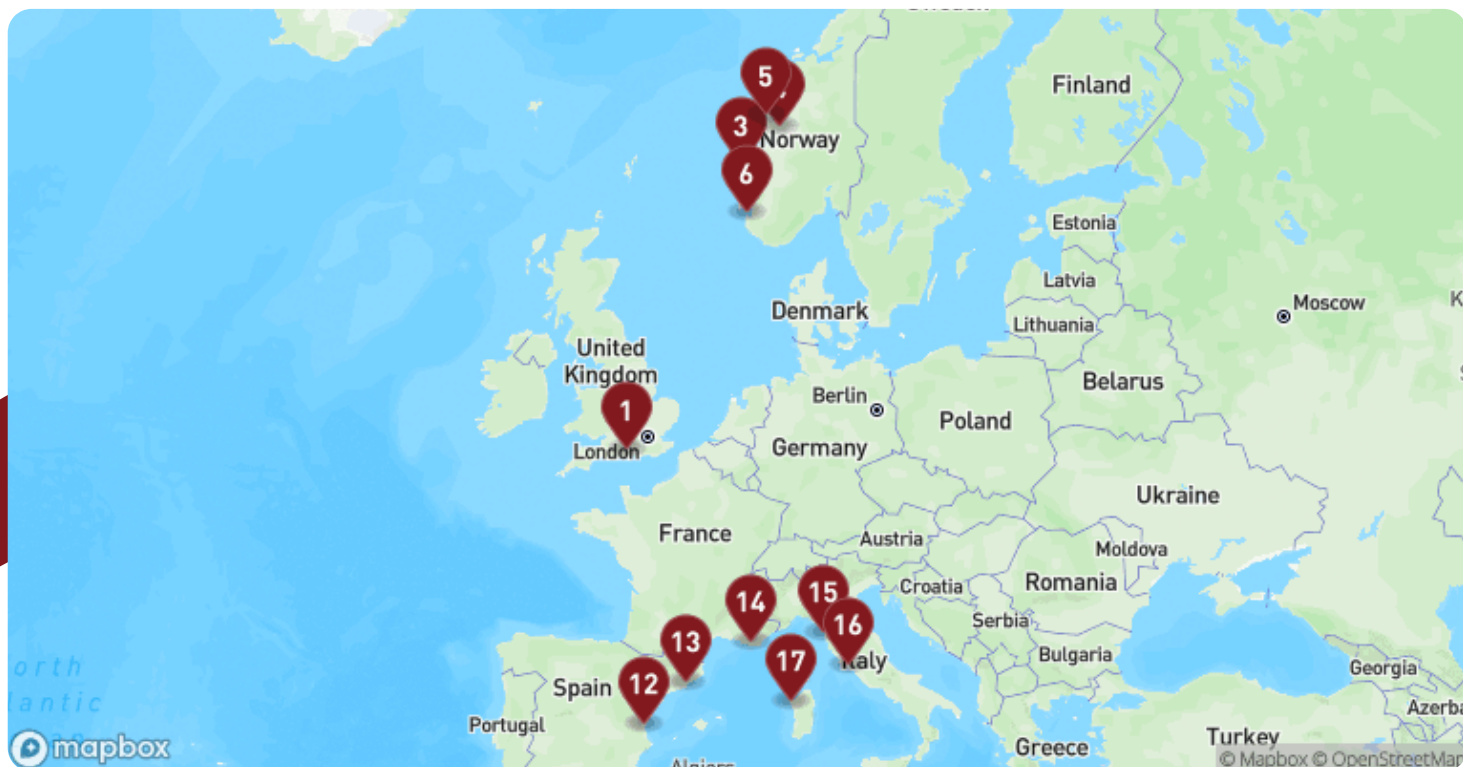 5
Finland
3
Norway
6
Estonia
Latvia
Moscow
Denmark
Lithuania
United
Kingdom
Belarus
Berlin
1
Poland
London
Germany
Ukraine
France
Austria
Moldova
Romania
Croatia
15
14
Serbia
16
13
Bulgaria
17
Italy
Georgia
12
Spain
Portugal
Turkey
Greece
mapbox
© Mapbox © OpenStreetMap